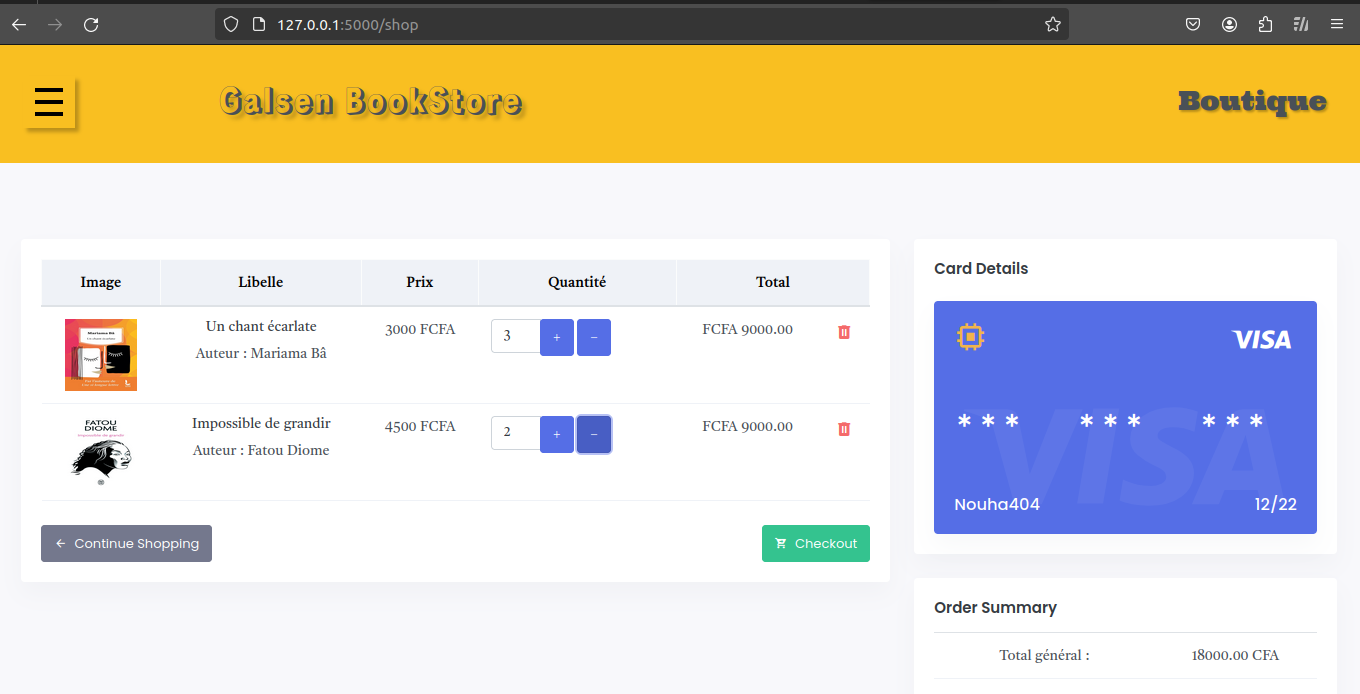 127.0.0.1:5000/shop
Galsen BookStore
Boutique
Image Libelle Prix Quantité Total
Mariama Bâ
Un chant écarlate
Auteur : Mariama Bâ
3000 FCFA
3
+
−
FCFA 9000.00
FATOU
DIOME
Impossible de grandir
Impossible de grandir
Auteur : Fatou Diome
4500 FCFA
2
+
−
FCFA 9000.00
← Continue Shopping
Checkout
Card Details
VISA
* * * * * * * * *
VISA
Nouha404 12/22
Order Summary
Total général : 18000.00 CFA